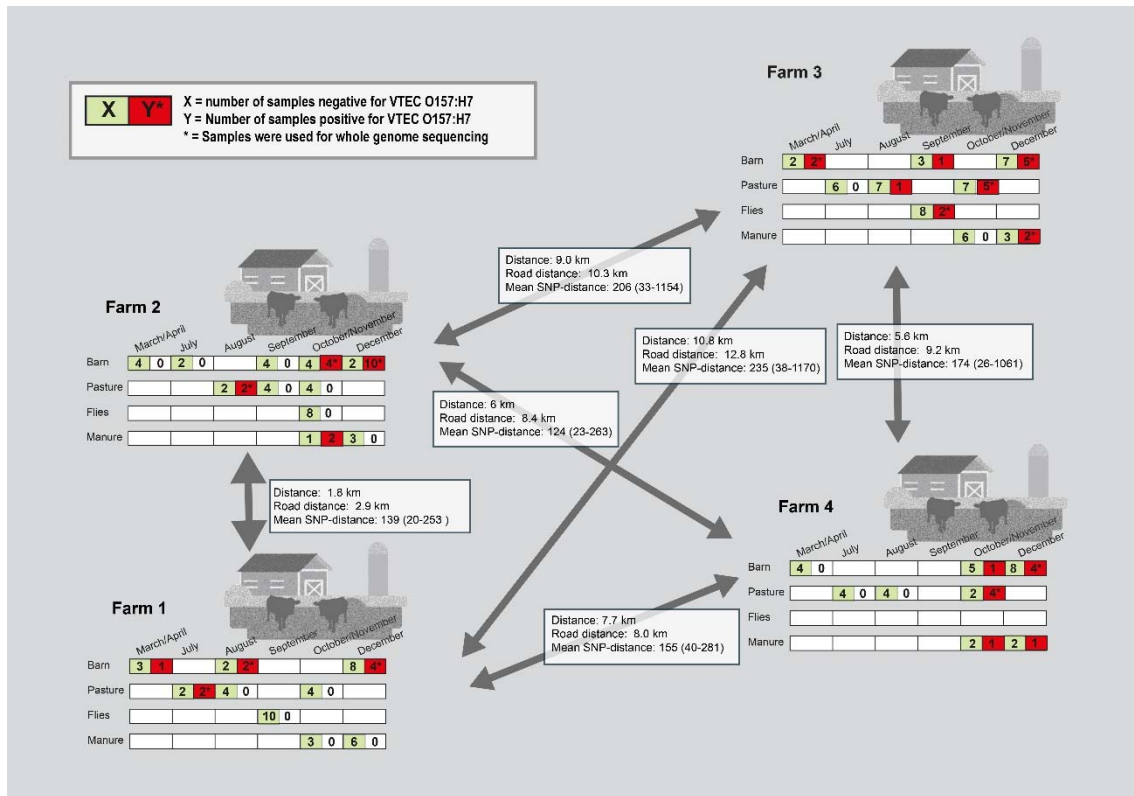 X Y*
X = number of samples negative for VTEC O157:H7
Y = Number of samples positive for VTEC O157:H7
* = Samples were used for whole genome sequencing
Farm 3
March/April July August September October/November December
Barn 2 2* 3 1 7 5*
Pasture 6 0 7 1 7 5*
Flies 8 2*
Manure 6 0 3 2*
Distance: 9.0 km
Road distance: 10.3 km
Mean SNP-distance: 206 (33-1154)
Farm 2
March/April July August September October/November December
Barn 4 0 2 0 4 0 4 4* 2 10*
Pasture 2 2* 4 0 4 0
Flies 8 0
Manure 1 2 3 0
Distance: 10.8 km
Road distance: 12.8 km
Mean SNP-distance: 235 (38-1170)
Distance: 5.6 km
Road distance: 9.2 km
Mean SNP-distance: 174 (26-1061)
Distance: 6 km
Road distance: 8.4 km
Mean SNP-distance: 124 (23-263)
Distance: 1.8 km
Road distance: 2.9 km
Mean SNP-distance: 139 (20-253 )
Farm 4
March/April July August September October/November December
Barn 4 0 5 1 8 4*
Pasture 4 0 4 0 2 4*
Flies
Manure 2 1 2 1
Farm 1
March/April July August September October/November December
Barn 3 1 2 2* 8 4*
Pasture 2 2* 4 0 4 0
Flies 10 0
Manure 3 0 6 0
Distance: 7.7 km
Road distance: 8.0 km
Mean SNP-distance: 155 (40-281)